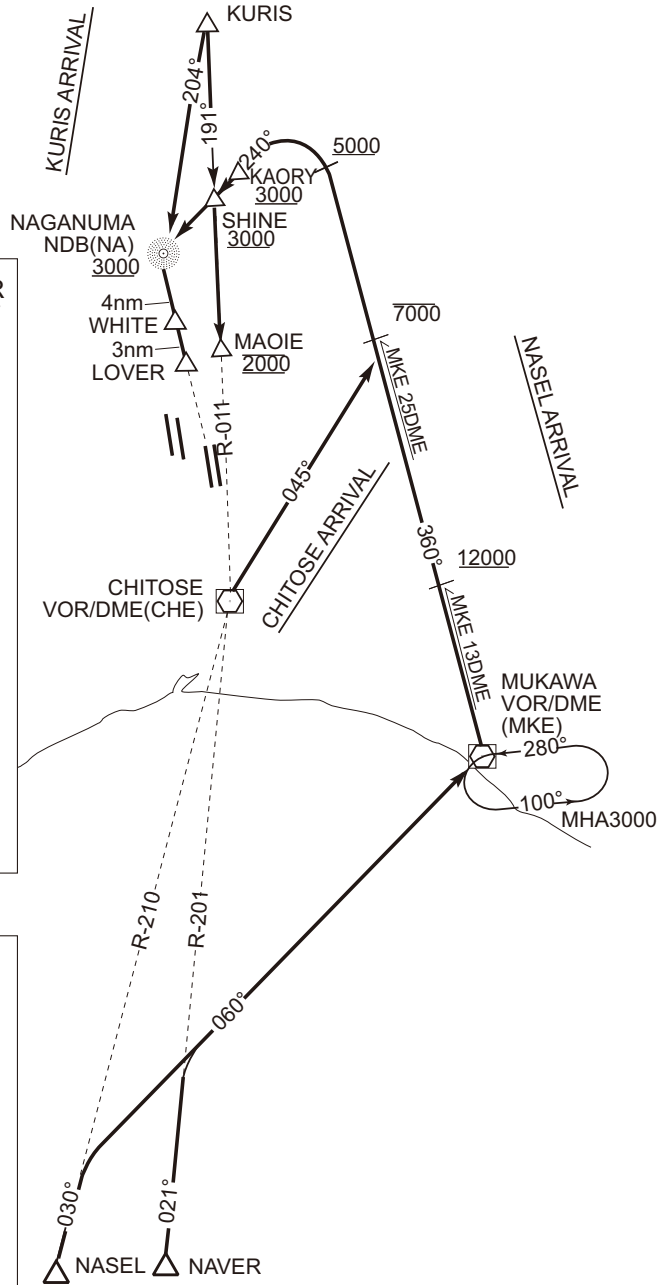 KURIS
KURIS ARRIVAL
204°
191°
240°
5000
KAORY
3000
SHINE
3000
NAGANUMA
NDB(NA)
3000
R
4nm
WHITE
3nm
LOVER
MAOIE
2000
7000
<MKE 25DME
NASEL ARRIVAL
R-011
045°
CHITOSE ARRIVAL
360°
12000
<MKE 13DME
CHITOSE
VOR/DME(CHE)
MUKAWA
VOR/DME
(MKE)
280°
100°
MHA3000
R-210
R-201
060°
030°
021°
NASEL
NAVER